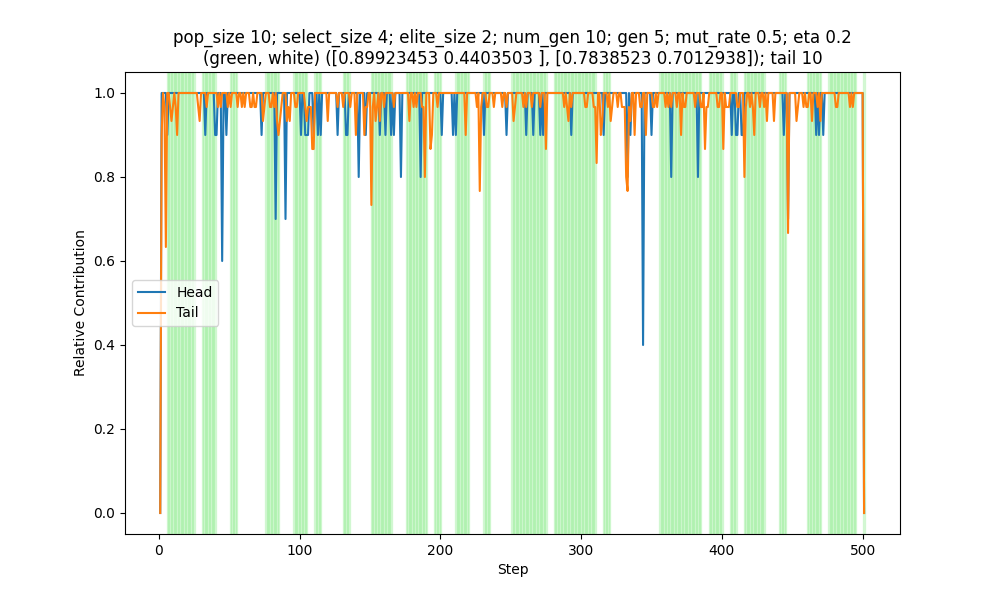 pop_size 10; select_size 4; elite_size 2; num_gen 10; gen 5; mut_rate 0.5; eta 0.2
(green, white) ([0.89923453 0.4403503 ], [0.7838523 0.7012938]); tail 10
1.0
0.8
0.6
0.4
0.2
0.0
Relative Contribution
Head
Tail
0 100 200 300 400 500
Step